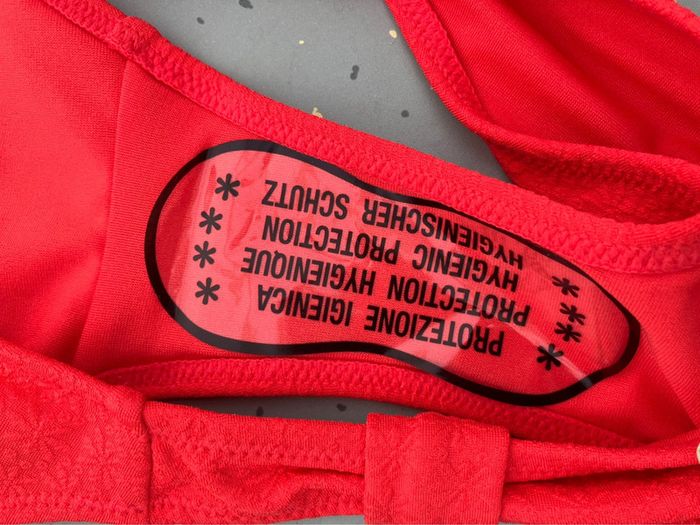 PROTEZIONE IGIENICA
PROTECTION HYGIENIQUE
HYGIENIC PROTECTION
HYGIENISCHER SCHUTZ